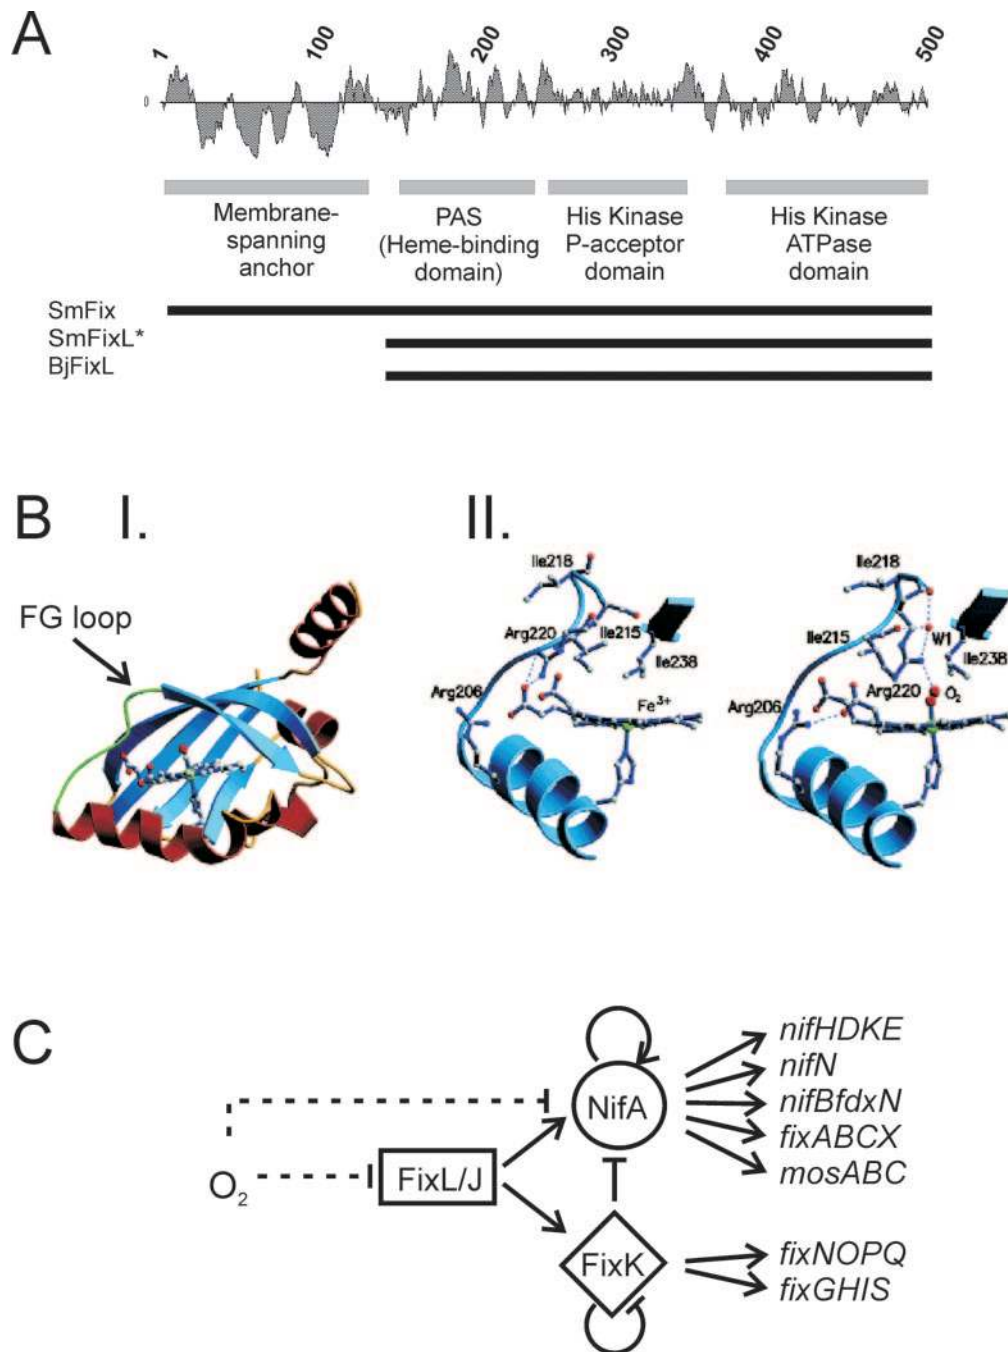 A
1 100 200 300 400 500
0
Membrane-
spanning
anchor
PAS
(Heme-binding
domain)
His Kinase
P-acceptor
domain
His Kinase
ATPase
domain
SmFix
SmFixL*
BjFixL
B I. II.
FG loop
Ile218
Arg220
Ile215
Ile238
Arg206
Fe³⁺
Ile218
Ile215
W1
Ile238
Arg220
O₂
Arg206
C
O₂
FixL/J
NifA
FixK
nifHDKE
nifN
nifBfdxN
fixABCX
mosABC
fixNOPQ
fixGHIS